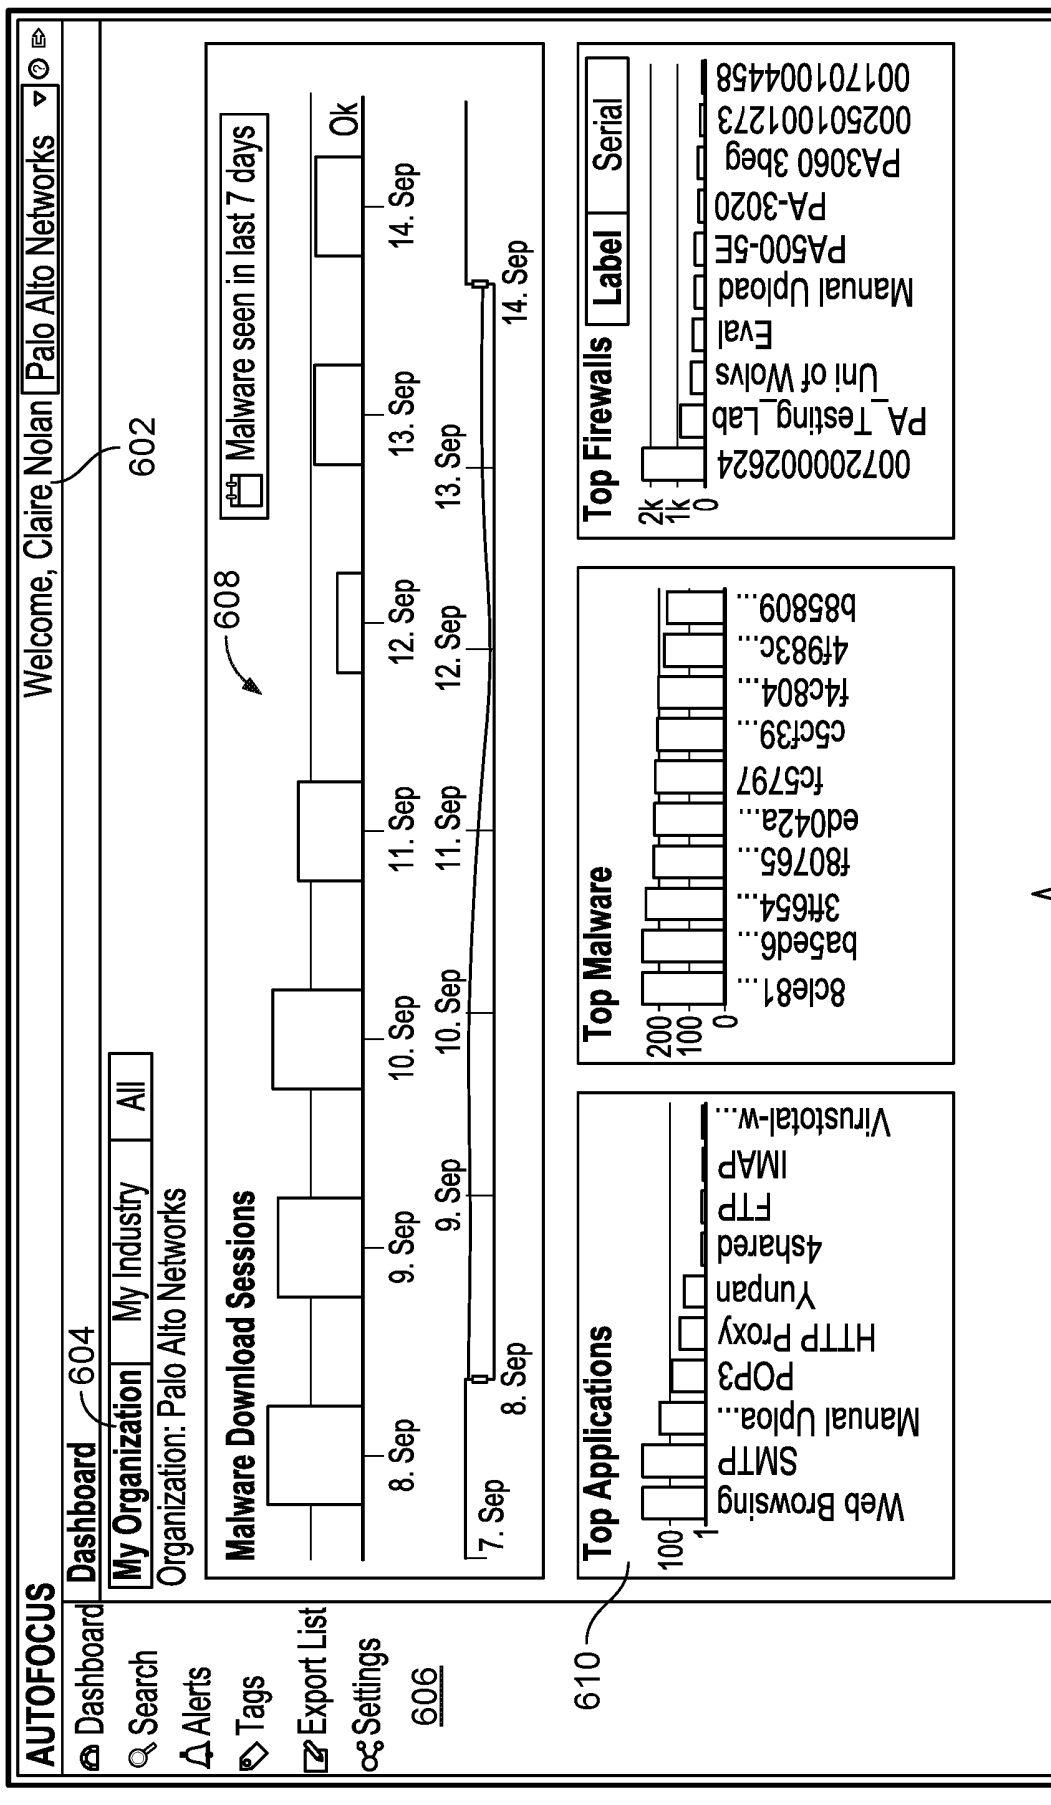 AUTOFOCUS
Welcome, Claire Nolan
Palo Alto Networks
?
602
Dashboard
Search
Alerts
Tags
Export List
Settings
606
Dashboard
604
My Organization
My Industry
All
Organization: Palo Alto Networks
Malware Download Sessions
608
Malware seen in last 7 days
0k
8. Sep
9. Sep
10. Sep
11. Sep
12. Sep
13. Sep
14. Sep
7. Sep
8. Sep
9. Sep
10. Sep
11. Sep
12. Sep
13. Sep
14. Sep
610
Top Applications
100
1
Web Browsing
SMTP
Manual Uploa...
POP3
HTTP Proxy
Yunpan
4shared
FTP
IMAP
Virustotal-w...
Top Malware
200
100
0
8cle81...
ba5ed6...
3ft654...
f80765...
ed042a...
fc5797
c5cf39...
f4c804...
4f983c...
b85809...
Top Firewalls
Label
Serial
2k
1k
0
00720002624
PA_Testing_Lab
Uni of Wolvs
Eval
Manual Upload
PA500-5E
PA-3020
PA3060 3beg
002501001273
001701004458